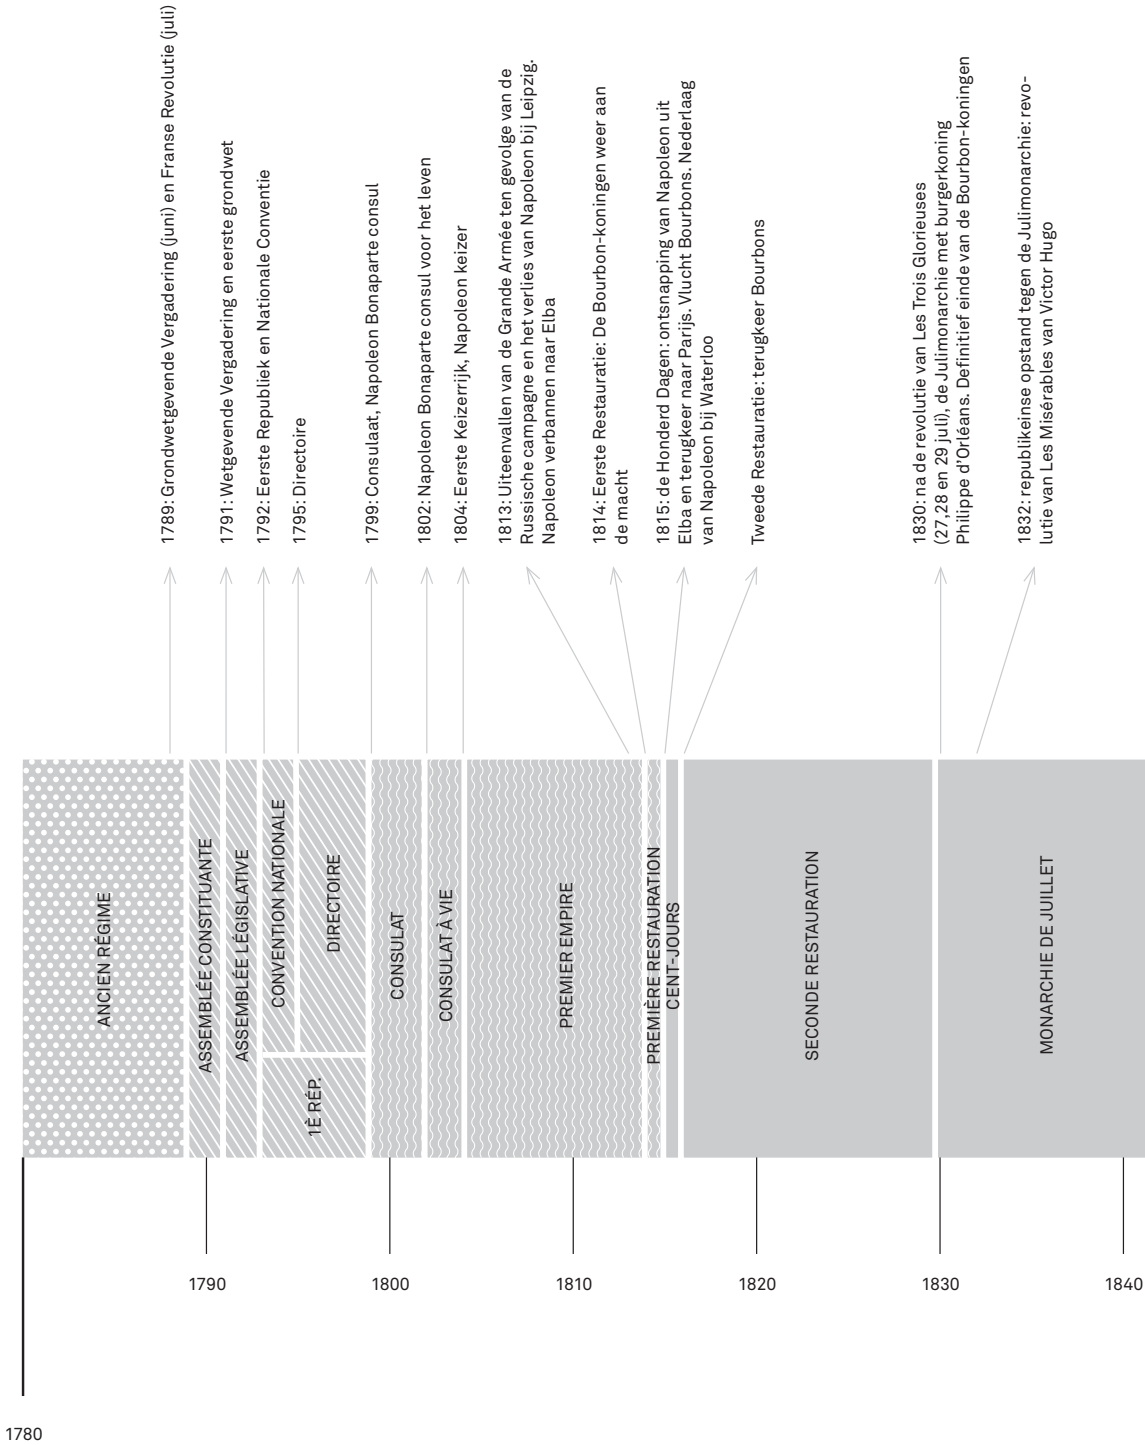 1789: Grondwetgevende Vergadering (juni) en Franse Revolutie (juli)
1791: Wetgevende Vergadering en eerste grondwet
1792: Eerste Republiek en Nationale Conventie
1795: Directoire
1799: Consulaat, Napoleon Bonaparte consul
1802: Napoleon Bonaparte consul voor het leven
1804: Eerste Keizerrijk, Napoleon keizer
1813: Uiteenvallen van de Grande Armée ten gevolge van de
Russische campagne en het verlies van Napoleon bij Leipzig.
Napoleon verbannen naar Elba
1814: Eerste Restauratie: De Bourbon-koningen weer aan
de macht
1815: de Honderd Dagen: ontsnapping van Napoleon uit
Elba en terugkeer naar Parijs. Vlucht Bourbons. Nederlaag
van Napoleon bij Waterloo
Tweede Restauratie: terugkeer Bourbons
1830: na de revolutie van Les Trois Glorieuses
(27,28 en 29 juli), de Julimonarchie met burgerkoning
Philippe d'Orléans. Definitief einde van de Bourbon-koningen
1832: republikeinse opstand tegen de Julimonarchie: revo-
lutie van Les Misérables van Victor Hugo
ANCIEN RÉGIME
ASSEMBLÉE CONSTITUANTE
ASSEMBLÉE LÉGISLATIVE
CONVENTION NATIONALE
DIRECTOIRE
1È RÉP.
CONSULAT
CONSULAT À VIE
PREMIER EMPIRE
PREMIÈRE RESTAURATION
CENT-JOURS
SECONDE RESTAURATION
MONARCHIE DE JUILLET
1790
1800
1810
1820
1830
1840
1780